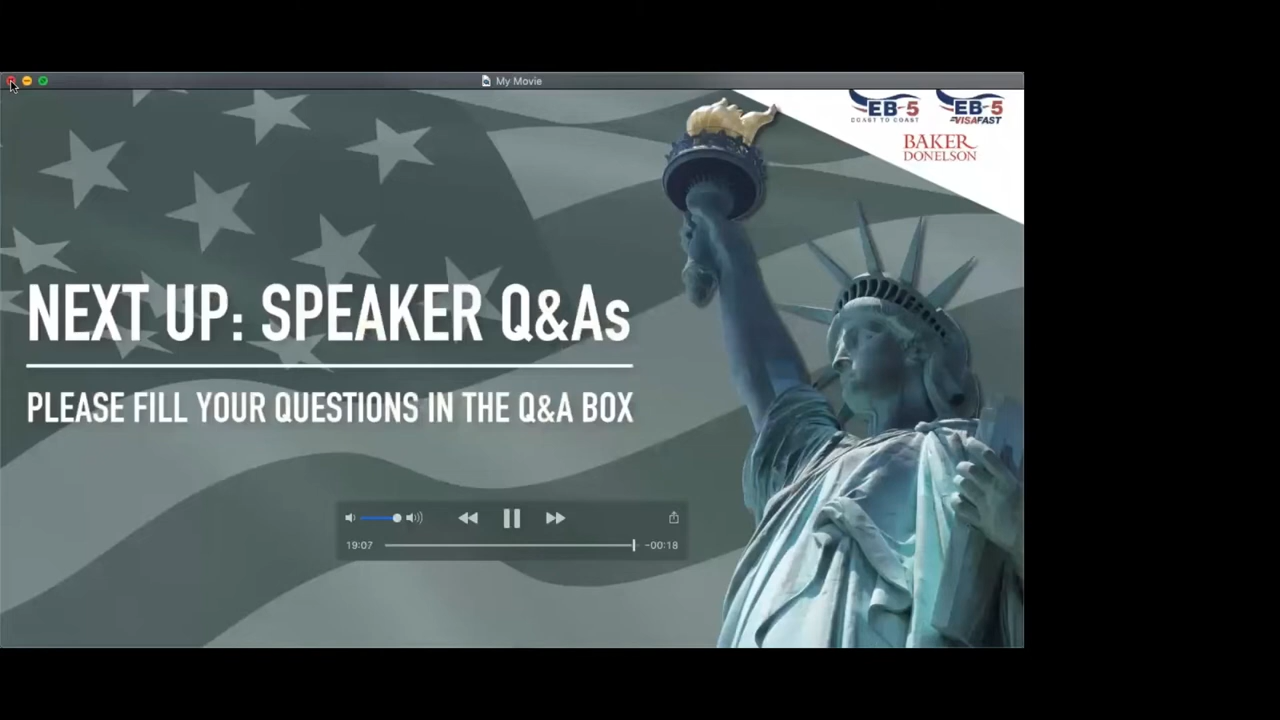 My Movie
EB-5
COAST TO COAST
EB-5
VISAFAST
BAKER
DONELSON
NEXT UP: SPEAKER Q&As
PLEASE FILL YOUR QUESTIONS IN THE Q&A BOX
19:07
-00:18